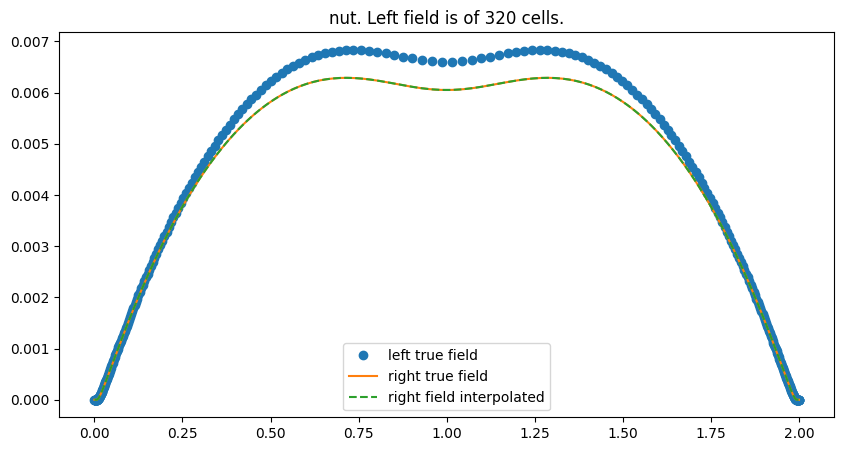 nut. Left field is of 320 cells.
0.007
0.006
0.005
0.004
0.003
0.002
0.001
0.000
left true field
right true field
right field interpolated
0.00 0.25 0.50 0.75 1.00 1.25 1.50 1.75 2.00